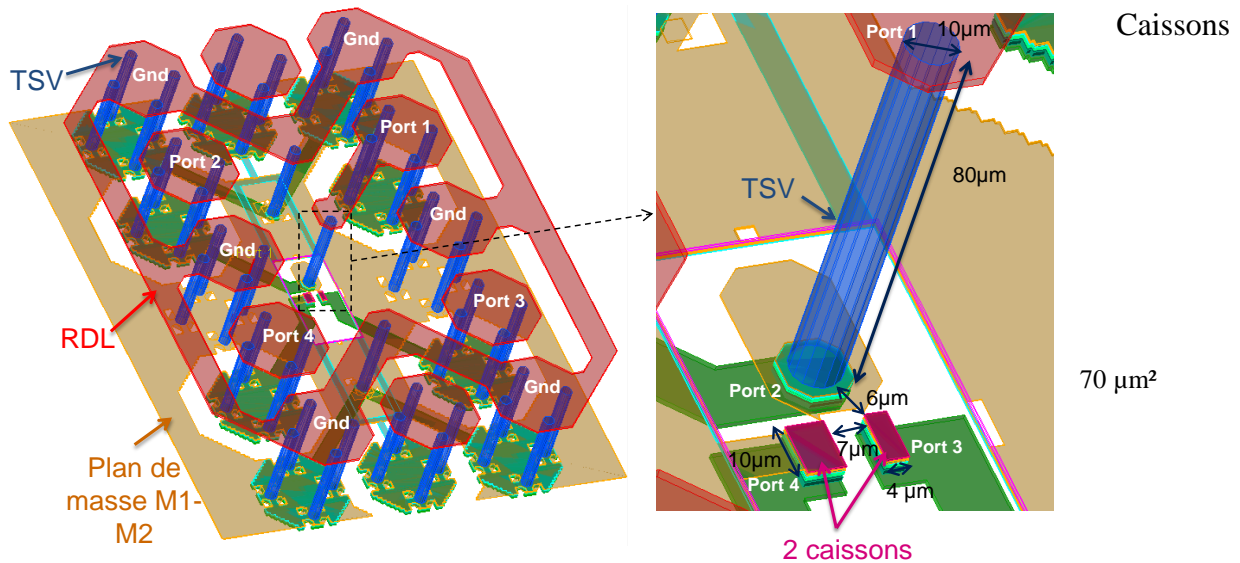 TSV
Gnd
Gnd
Port 1
Port 2
Gnd
Gnd
Port 3
RDL
Port 4
Gnd
Gnd
Plan de
masse M1-
M2
Port 1
10µm
TSV
80µm
Port 2
6µm
7µm
10µm
Port 3
Port 4
4 µm
2 caissons
Caissons
70 µm²